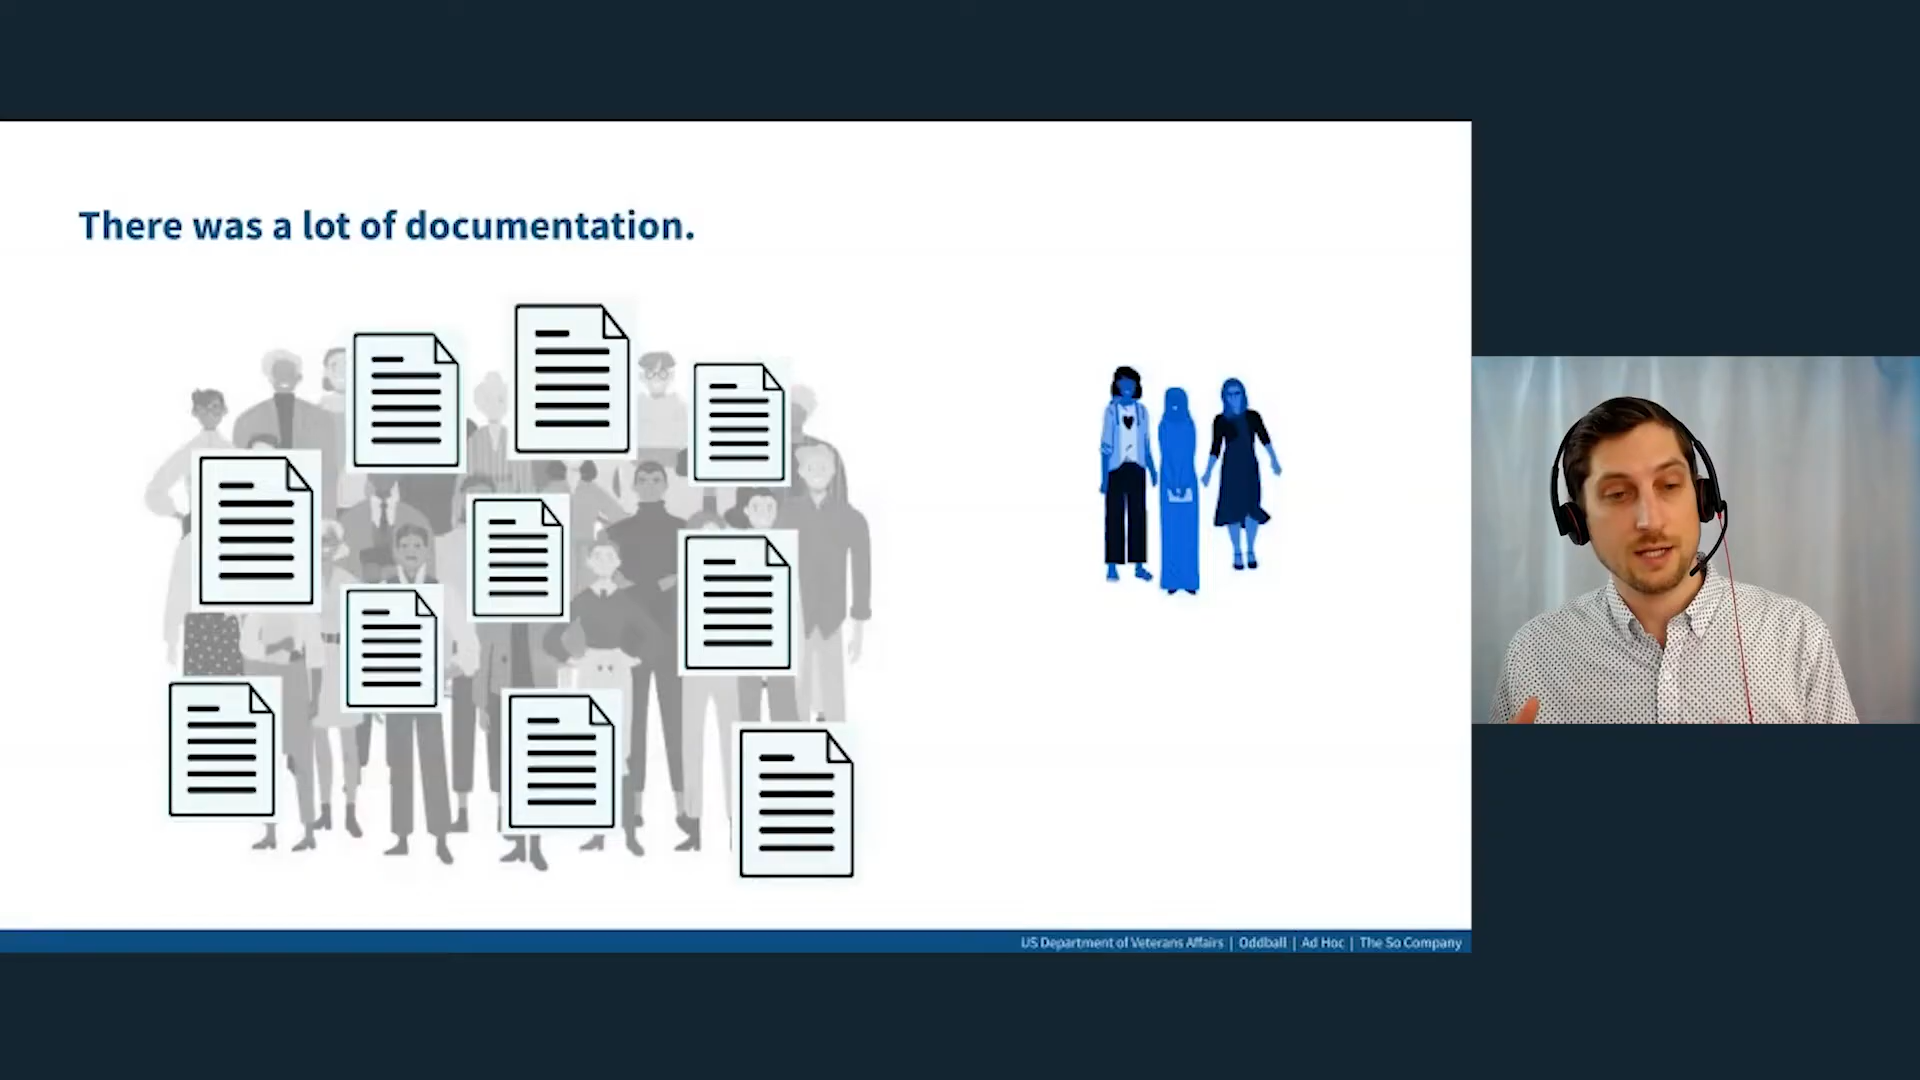 There was a lot of documentation.
US Department of Veterans Affairs | Oddball | Ad Hoc | The So Company